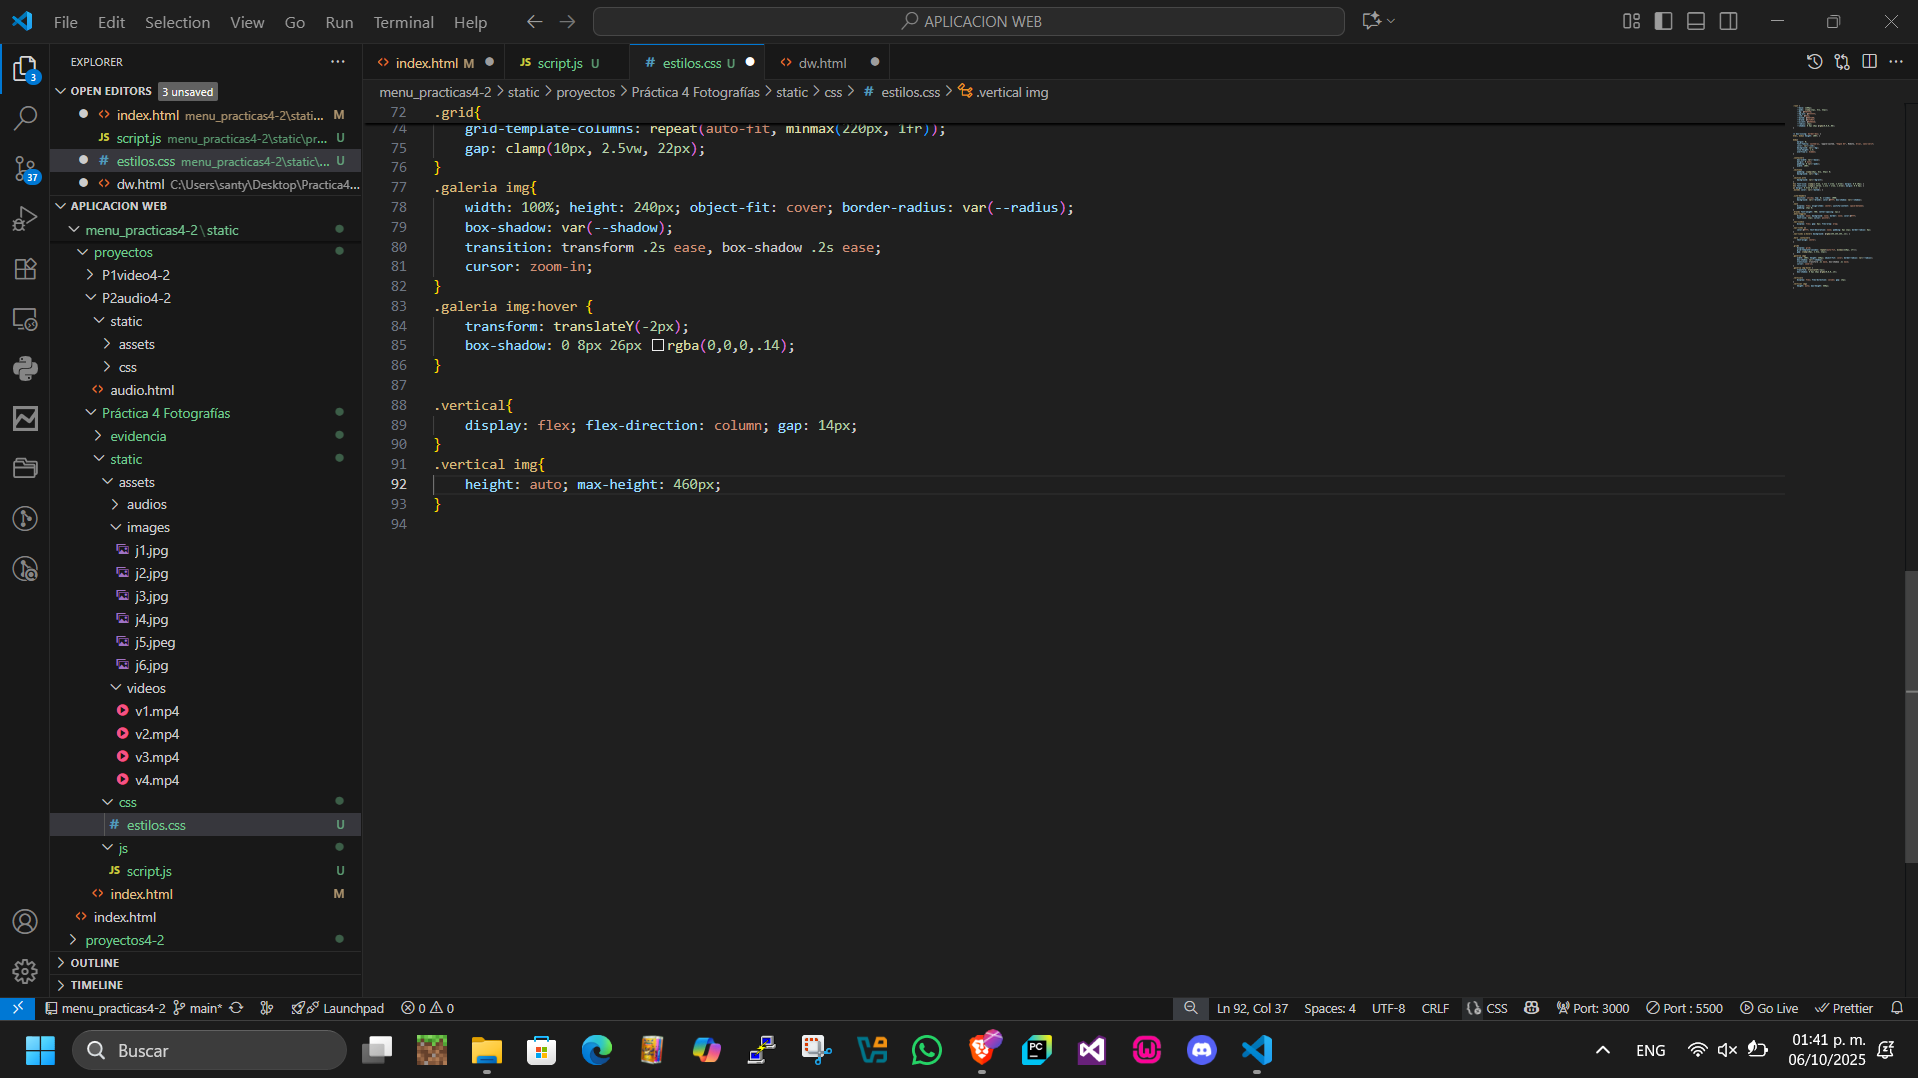 File Edit Selection View Go Run Terminal Help
APLICACION WEB
EXPLORER
index.html M
script.js U
estilos.css U
dw.html
OPEN EDITORS 3 unsaved
index.html menu_practicas4-2\stati... M
script.js menu_practicas4-2\static\pr... U
estilos.css menu_practicas4-2\static\... U
dw.html C:\Users\santy\Desktop\Practica4...
APLICACION WEB
menu_practicas4-2\static
proyectos
P1video4-2
P2audio4-2
static
assets
css
audio.html
Práctica 4 Fotografías
evidencia
static
assets
audios
images
j1.jpg
j2.jpg
j3.jpg
j4.jpg
j5.jpeg
j6.jpg
videos
v1.mp4
v2.mp4
v3.mp4
v4.mp4
css
estilos.css U
js
script.js U
index.html M
index.html
proyectos4-2
OUTLINE
TIMELINE
menu_practicas4-2 > static > proyectos > Práctica 4 Fotografías > static > css > # estilos.css > .vertical img
72 .grid{
74 grid-template-columns: repeat(auto-fit, minmax(220px, 1fr));
75 gap: clamp(10px, 2.5vw, 22px);
76 }
77 .galeria img{
78 width: 100%; height: 240px; object-fit: cover; border-radius: var(--radius);
79 box-shadow: var(--shadow);
80 transition: transform .2s ease, box-shadow .2s ease;
81 cursor: zoom-in;
82 }
83 .galeria img:hover {
84 transform: translateY(-2px);
85 box-shadow: 0 8px 26px rgba(0,0,0,.14);
86 }
87
88 .vertical{
89 display: flex; flex-direction: column; gap: 14px;
90 }
91 .vertical img{
92 height: auto; max-height: 460px;
93 }
94
3
37
menu_practicas4-2 main* Launchpad 0 0
Ln 92, Col 37 Spaces: 4 UTF-8 CRLF CSS Port: 3000 Port : 5500 Go Live Prettier
Buscar
ENG
01:41 p. m.
06/10/2025